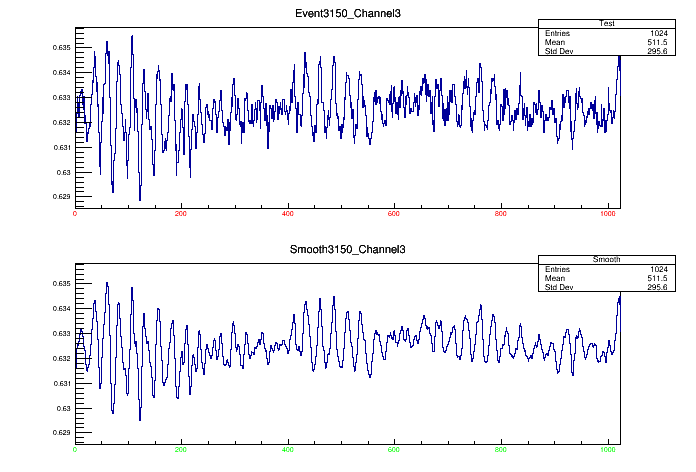 Event3150_Channel3
Test
Entries 1024
Mean 511.5
Std Dev 295.6
0.635
0.634
0.633
0.632
0.631
0.63
0.629
0 200 400 600 800 1000
Smooth3150_Channel3
Smooth
Entries 1024
Mean 511.5
Std Dev 295.6
0.635
0.634
0.633
0.632
0.631
0.63
0.629
0 200 400 600 800 1000